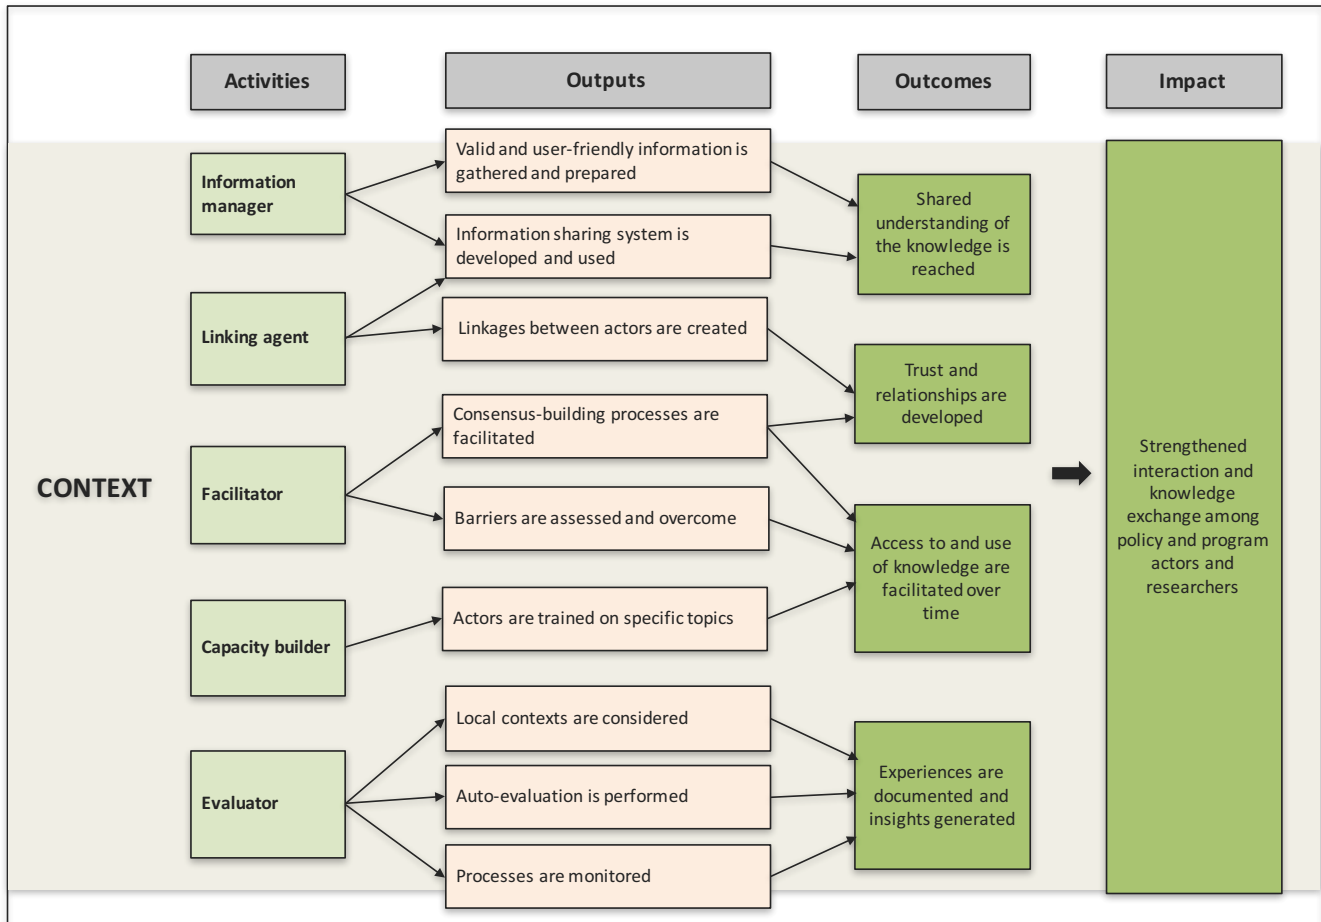 Activities
Outputs
Outcomes
Impact
CONTEXT
Information
manager
Linking agent
Facilitator
Capacity builder
Evaluator
Valid and user-friendly information is
gathered and prepared
Information sharing system is
developed and used
Linkages between actors are created
Consensus-building processes are
facilitated
Barriers are assessed and overcome
Actors are trained on specific topics
Local contexts are considered
Auto-evaluation is performed
Processes are monitored
Shared
understanding of
the knowledge is
reached
Trust and
relationships are
developed
Access to and use
of knowledge are
facilitated over
time
Experiences are
documented and
insights generated
Strengthened
interaction and
knowledge
exchange among
policy and program
actors and
researchers